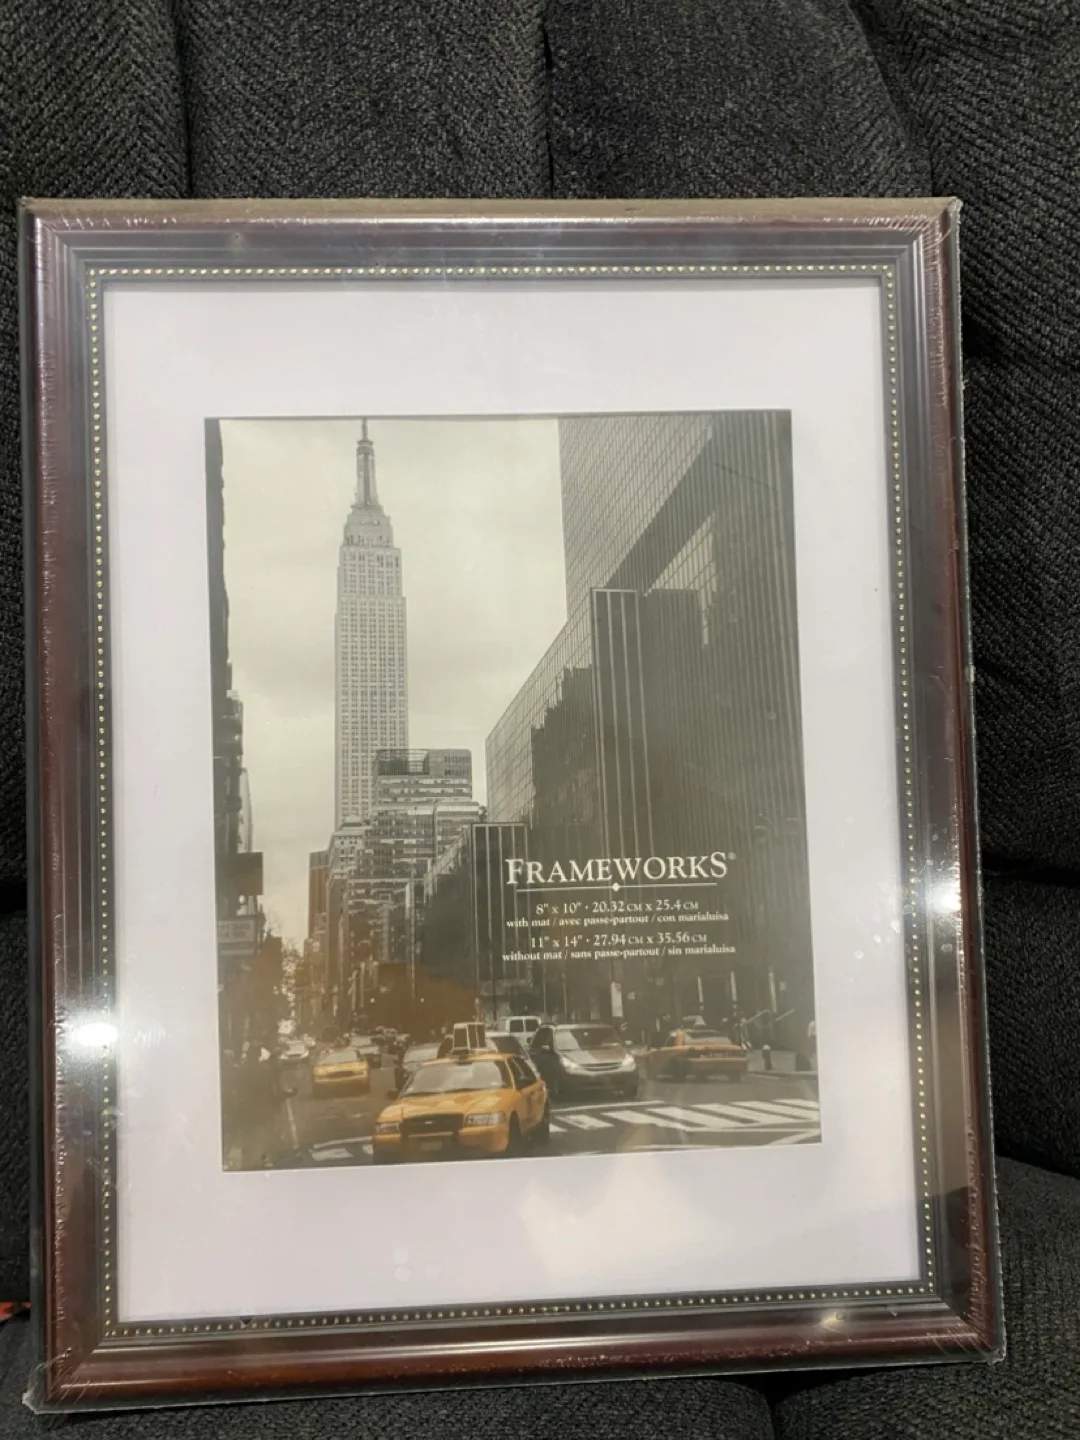 FRAMEWORKS®
8" x 10" • 20.32 CM x 25.4 CM
with mat / avec passe-partout / con marialuisa
11" x 14" • 27.94 CM x 35.56 CM
without mat / sans passe-partout / sin marialuisa